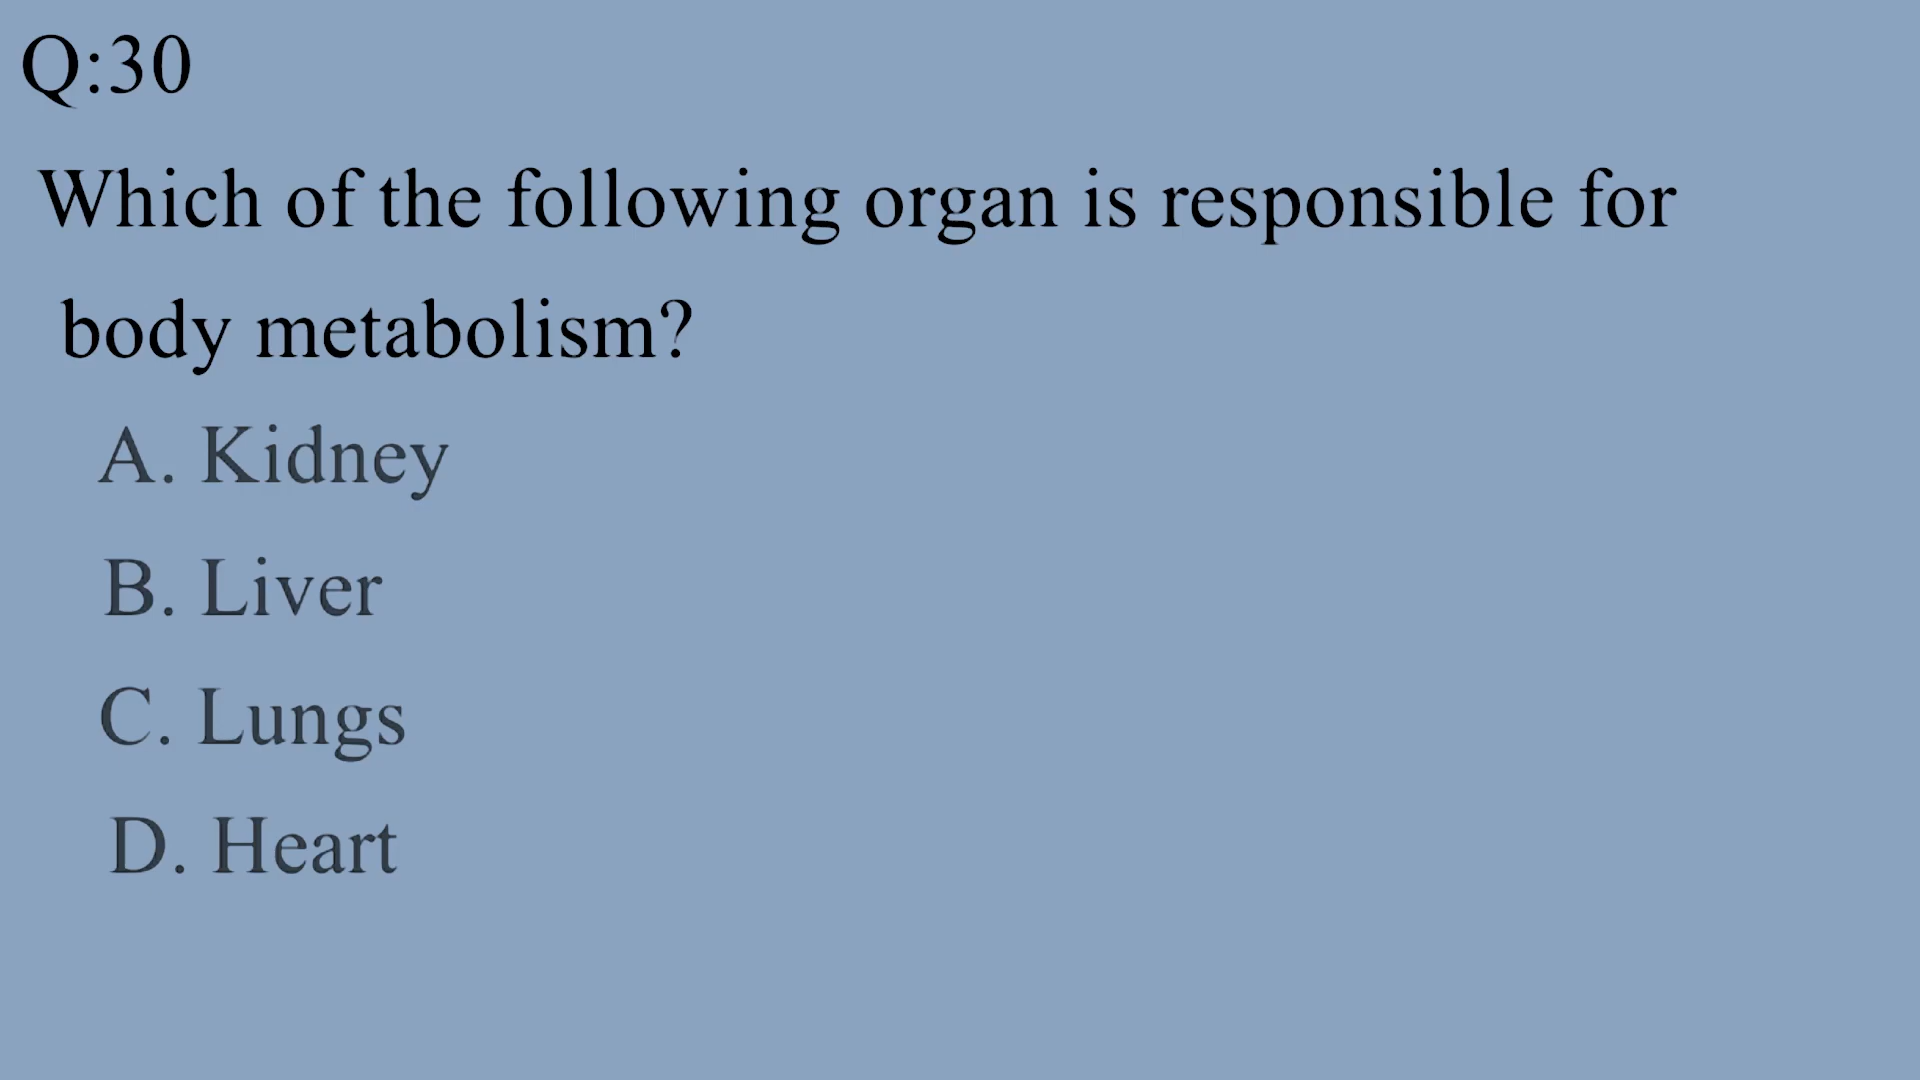 Q:30
Which of the following organ is responsible for
body metabolism?
A. Kidney
B. Liver
C. Lungs
D. Heart